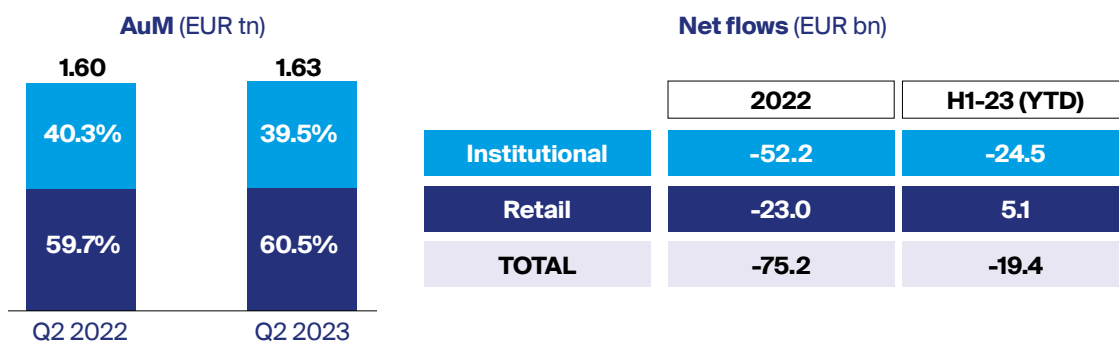 AuM (EUR tn)
1.60 1.63
40.3% 39.5%
59.7% 60.5%
Q2 2022 Q2 2023
Net flows (EUR bn)
2022 H1-23 (YTD)
Institutional -52.2 -24.5
Retail -23.0 5.1
TOTAL -75.2 -19.4